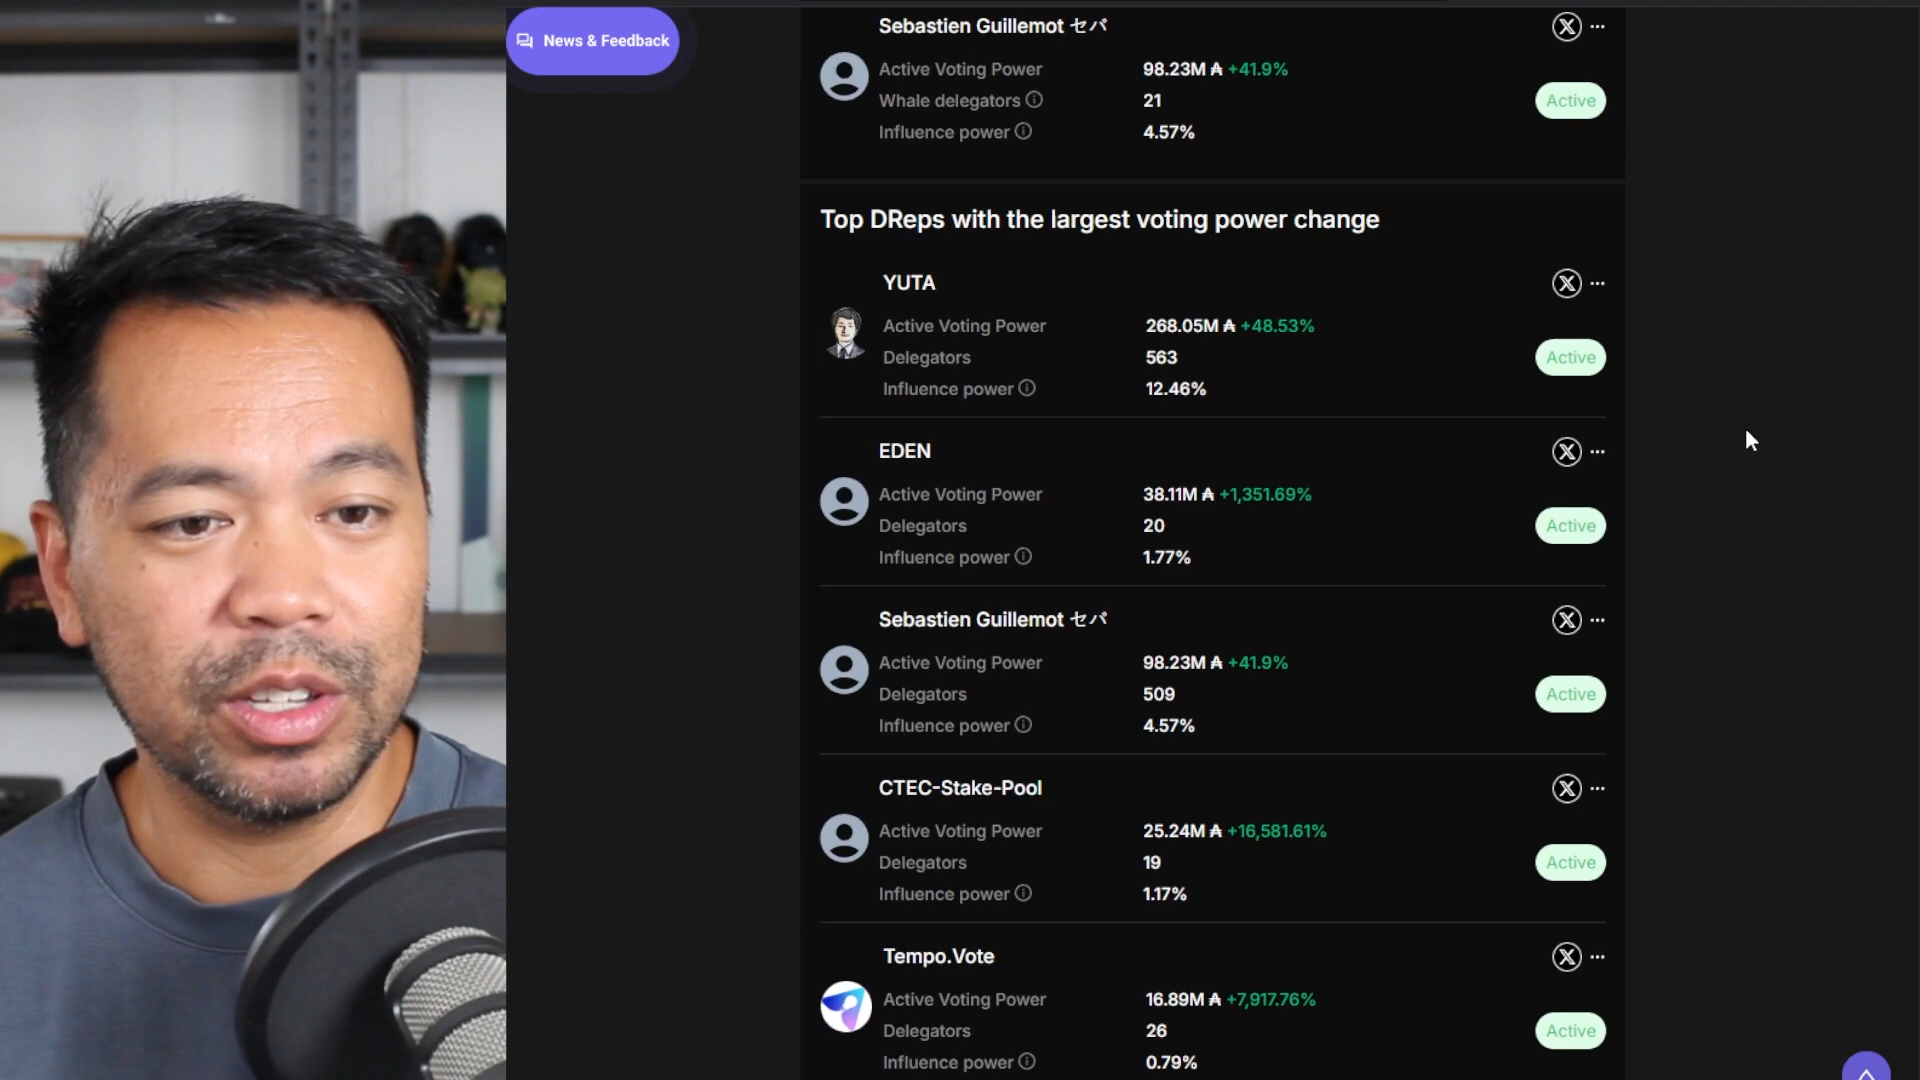 News & Feedback
Sebastien Guillemot セパ
Active Voting Power 98.23M ₳ +41.9%
Whale delegators 21
Active
Influence power 4.57%
Top DReps with the largest voting power change
YUTA
Active Voting Power 268.05M ₳ +48.53%
Delegators 563
Active
Influence power 12.46%
EDEN
Active Voting Power 38.11M ₳ +1,351.69%
Delegators 20
Active
Influence power 1.77%
Sebastien Guillemot セパ
Active Voting Power 98.23M ₳ +41.9%
Delegators 509
Active
Influence power 4.57%
CTEC-Stake-Pool
Active Voting Power 25.24M ₳ +16,581.61%
Delegators 19
Active
Influence power 1.17%
Tempo.Vote
Active Voting Power 16.89M ₳ +7,917.76%
Delegators 26
Active
Influence power 0.79%